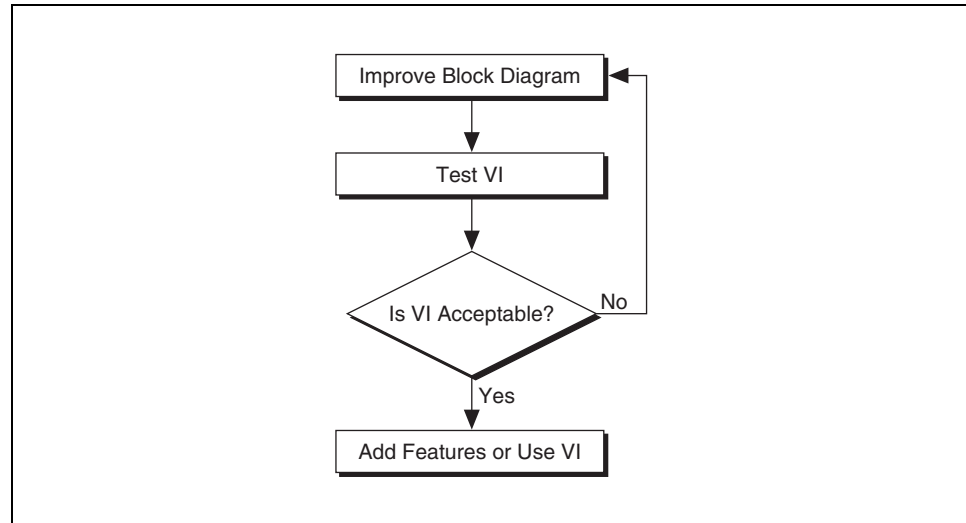 Improve Block Diagram
Test VI
Is VI Acceptable?
No
Yes
Add Features or Use VI